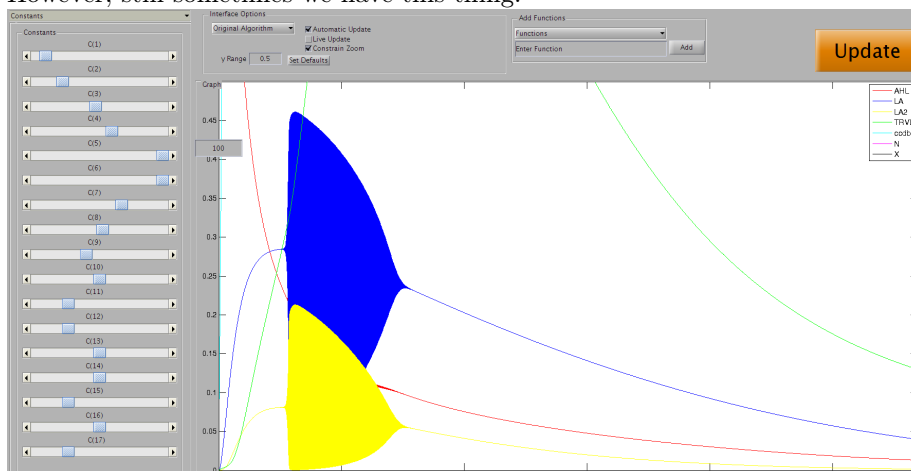 However, still sometimes we have this thing:
Constants
Constants
C(1)
C(2)
C(3)
C(4)
C(5)
C(6)
C(7)
C(8)
C(9)
C(10)
C(11)
C(12)
C(13)
C(14)
C(15)
C(16)
C(17)
Interface Options
Original Algorithm
Automatic Update
Live Update
Constrain Zoom
y Range 0.5 Set Defaults
Add Functions
Functions
Enter Function Add
Update
Graph
0.45
100
0.4
0.35
0.3
0.25
0.2
0.15
0.1
0.05
0
AHL
LA
LA2
ccdb
N
X